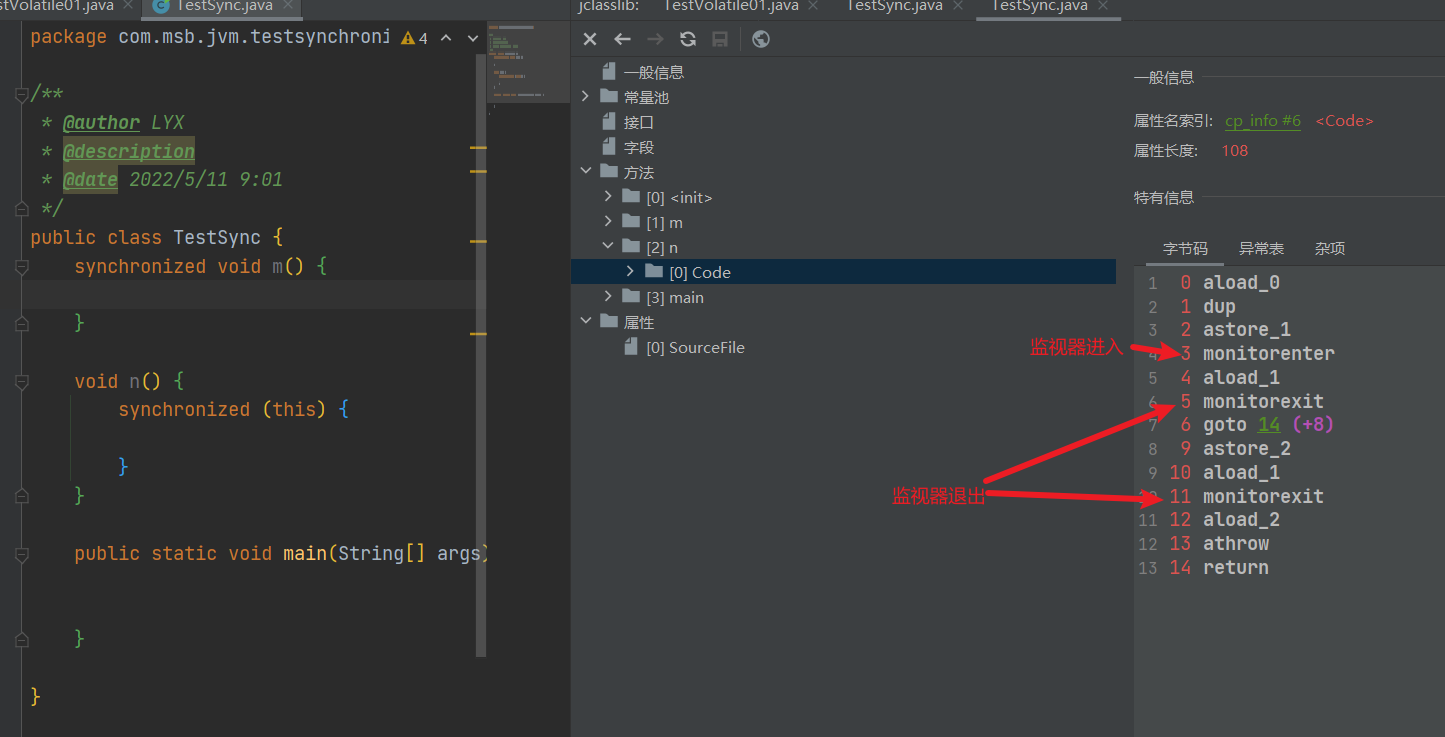 stVolatile01.java
TestSync.java
jclasslib:
TestVolatile01.java
TestSync.java
TestSync.java
package com.msb.jvm.testsynchroni
4
/**
* @author LYX
* @description
* @date 2022/5/11 9:01
*/
public class TestSync {
synchronized void m() {
}
void n() {
synchronized (this) {
}
}
public static void main(String[] args)
}
}
一般信息
常量池
接口
字段
方法
[0] <init>
[1] m
[2] n
[0] Code
[3] main
属性
[0] SourceFile
一般信息
属性名索引: cp_info #6 <Code>
属性长度: 108
特有信息
字节码 异常表 杂项
1 0 aload_0
2 1 dup
3 2 astore_1
监视器进入
4 3 monitorenter
5 4 aload_1
6 5 monitorexit
7 6 goto 14 (+8)
8 9 astore_2
9 10 aload_1
监视器退出
11 monitorexit
11 12 aload_2
12 13 athrow
13 14 return